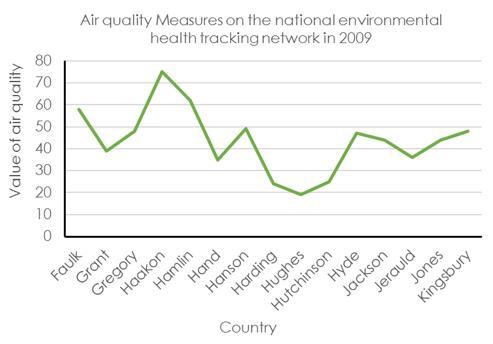 Air quality Measures on the national environmental
health tracking network in 2009
Value of air quality
80
70
60
50
40
30
20
10
0
Faulk
Grant
Gregory
Haakon
Hamlin
Hand
Hanson
Harding
Hughes
Hutchinson
Hyde
Jackson
Jerauld
Jones
Kingsbury
Country